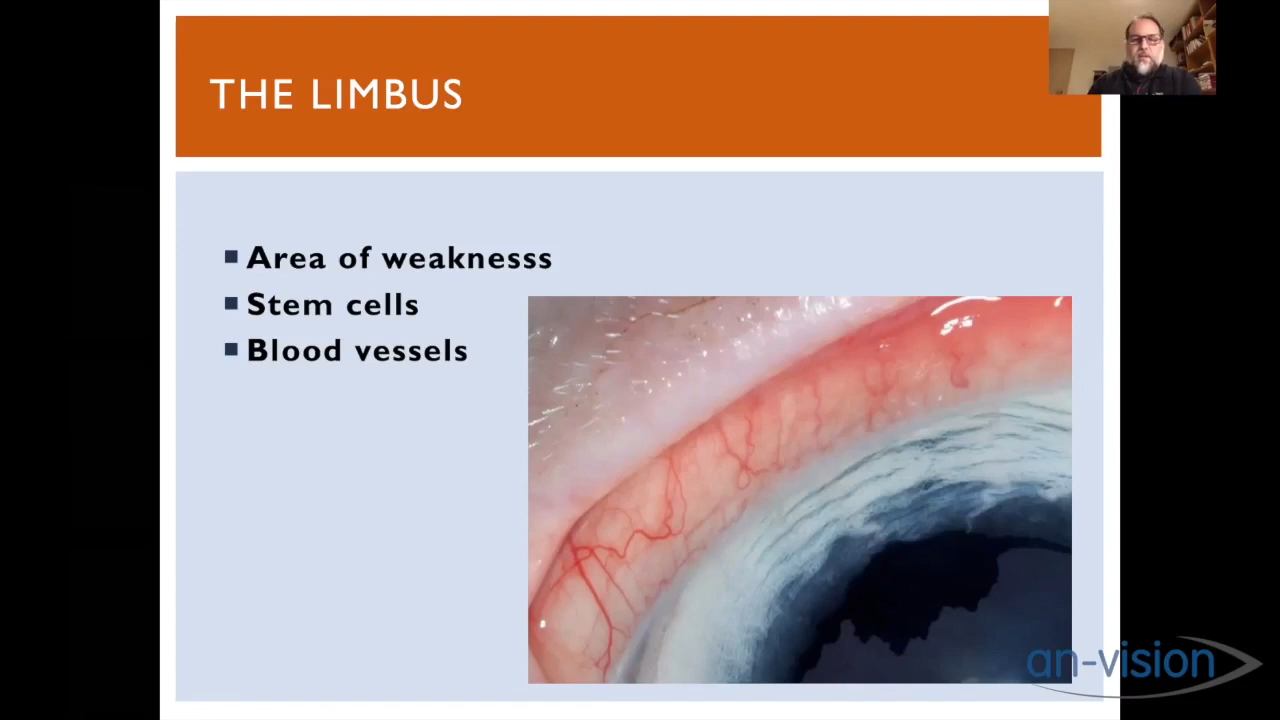 THE LIMBUS
Area of weaknesss
Stem cells
Blood vessels
an-vision